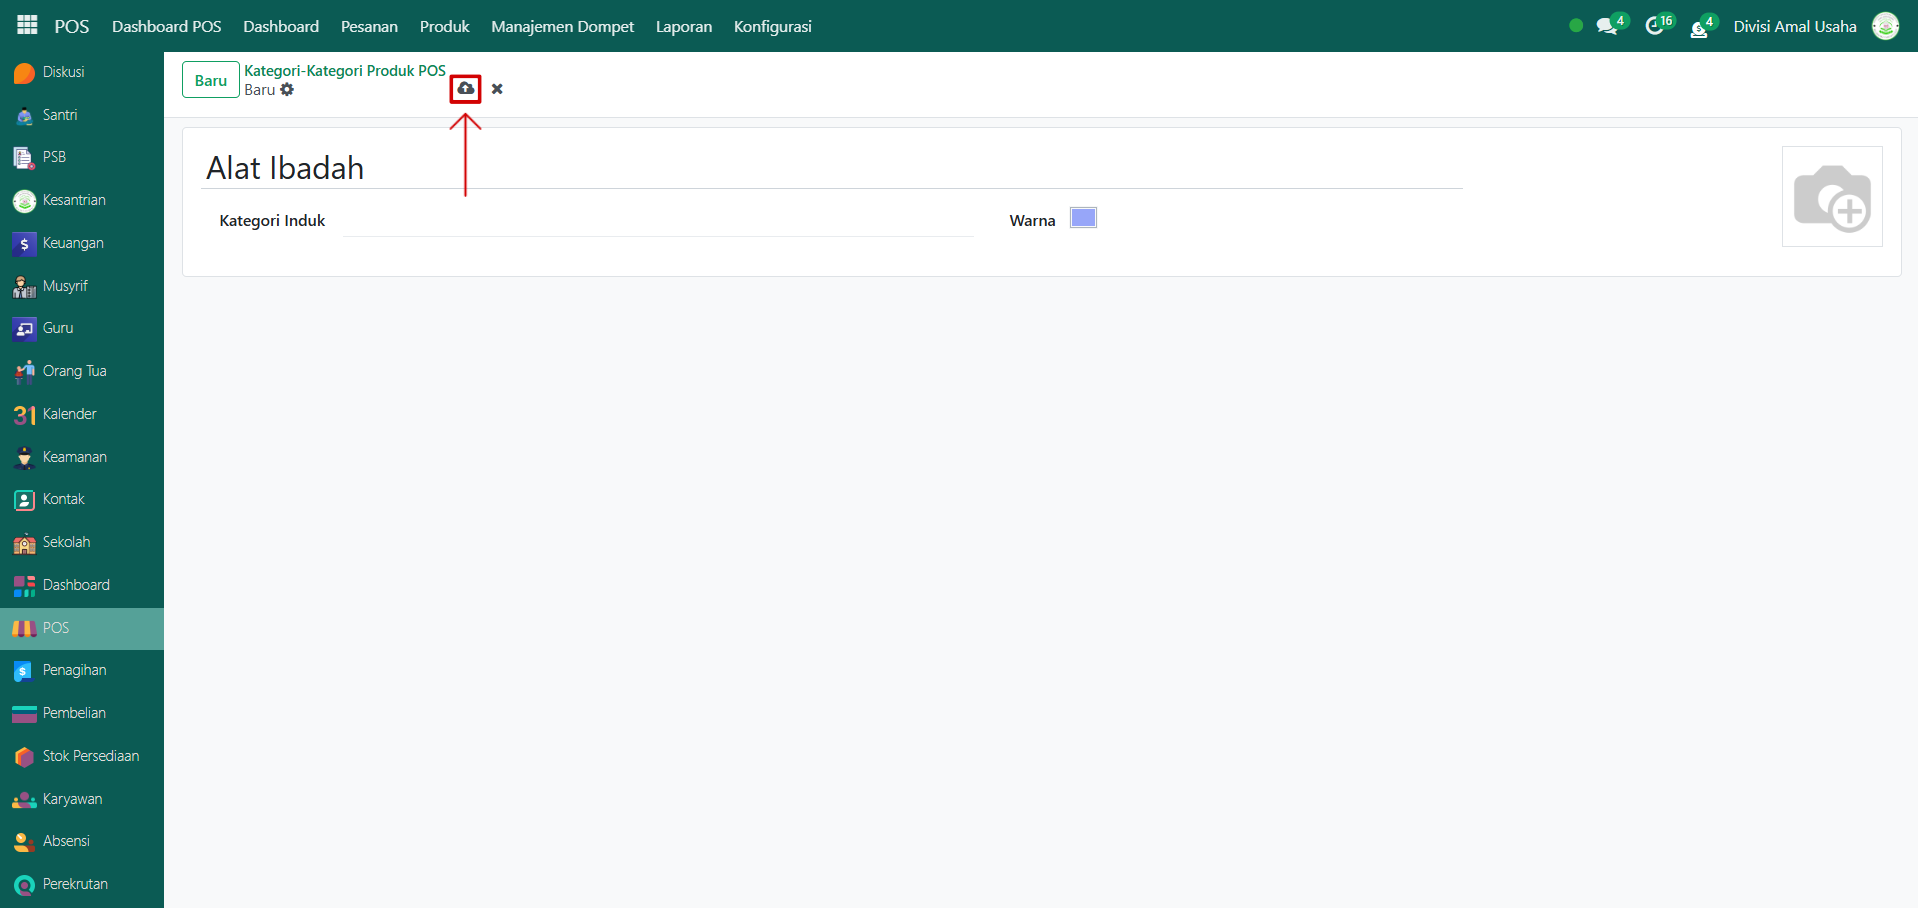 POS Dashboard POS Dashboard Pesanan Produk Manajemen Dompet Laporan Konfigurasi 4 16 4 Divisi Amal Usaha
Diskusi
Santri
PSB
Kesantrian
Keuangan
Musyrif
Guru
Orang Tua
31 Kalender
Keamanan
Kontak
Sekolah
Dashboard
POS
Penagihan
Pembelian
Stok Persediaan
Karyawan
Absensi
Perekrutan
Baru Kategori-Kategori Produk POS
Baru
Alat Ibadah
Kategori Induk Warna